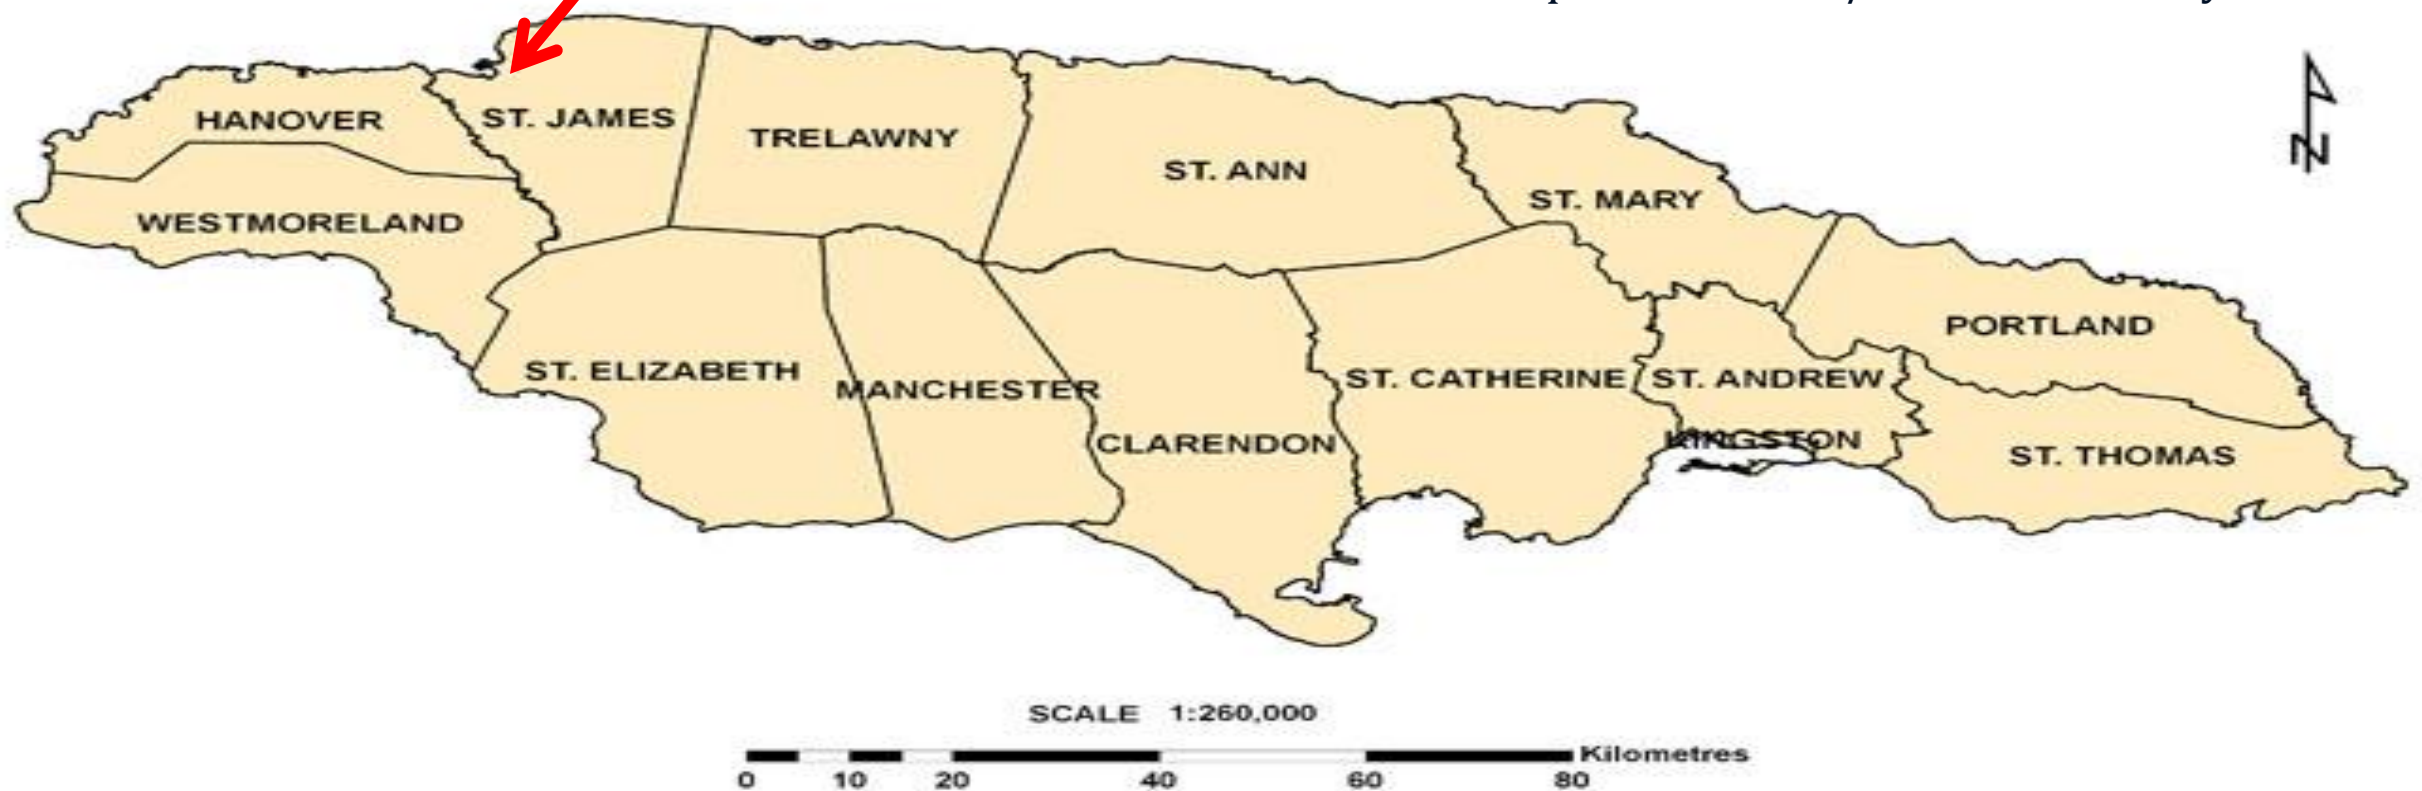 HANOVER
ST. JAMES
TRELAWNY
ST. ANN
ST. MARY
WESTMORELAND
PORTLAND
ST. ELIZABETH
MANCHESTER
ST. CATHERINE
ST. ANDREW
CLARENDON
KINGSTON
ST. THOMAS
N
SCALE 1:260,000
Kilometres
0 10 20 40 60 80